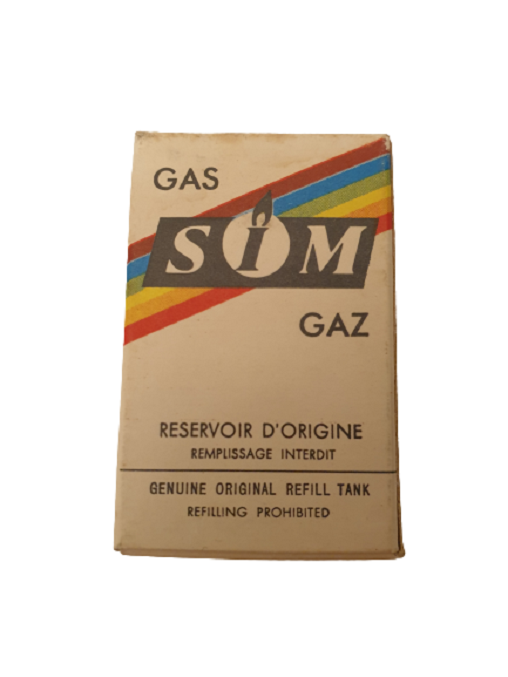 GAS
SiM
GAZ
RESERVOIR D'ORIGINE
REMPLISSAGE INTERDIT
GENUINE ORIGINAL REFILL TANK
REFILLING PROHIBITED